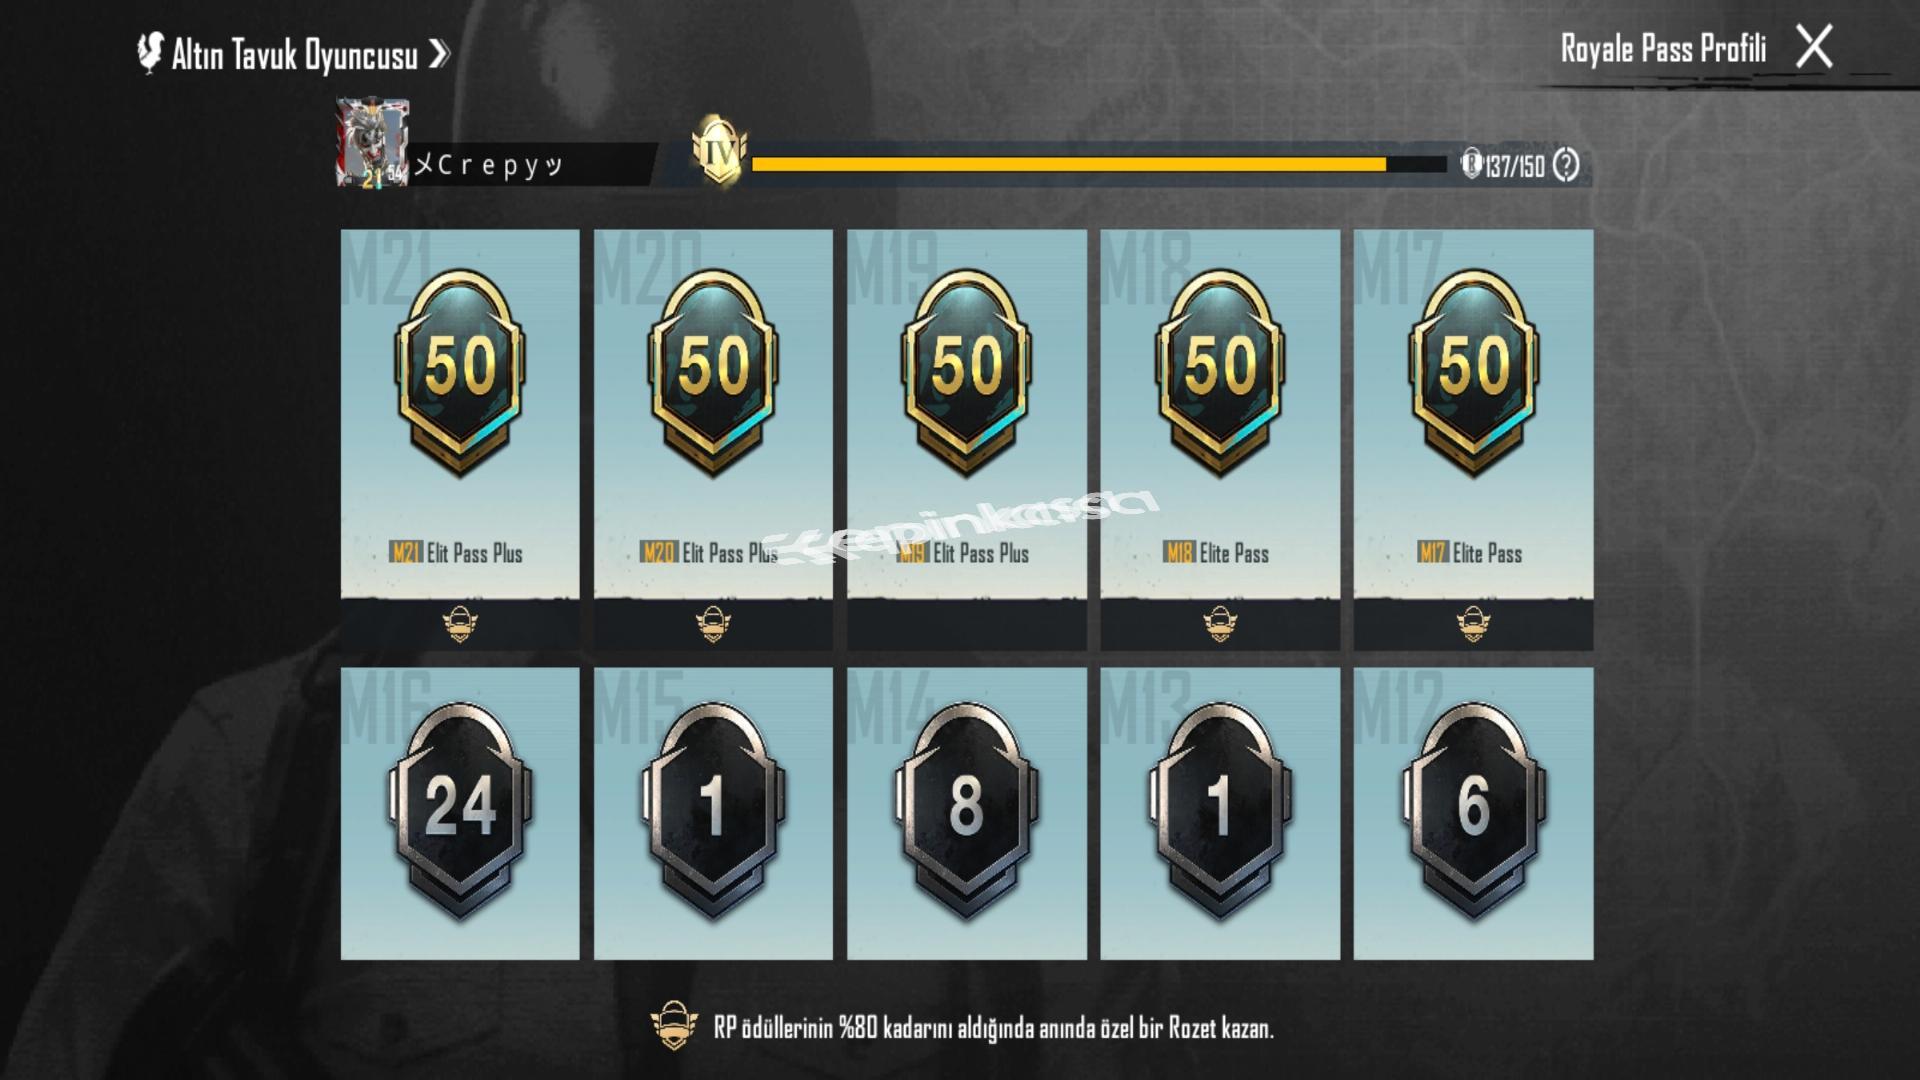 Altın Tavuk Oyuncusu
Royale Pass Profili
21 54
メCrepyッ
IV
137/150
M21 M20 M19 M18 M17
50 50 50 50 50
M21 Elit Pass Plus
M20 Elit Pass Plus
M19 Elit Pass Plus
M18 Elite Pass
M17 Elite Pass
M16 M15 M14 M13 M12
24 1 8 1 6
RP ödüllerinin %80 kadarını aldığında anında özel bir Rozet kazan.